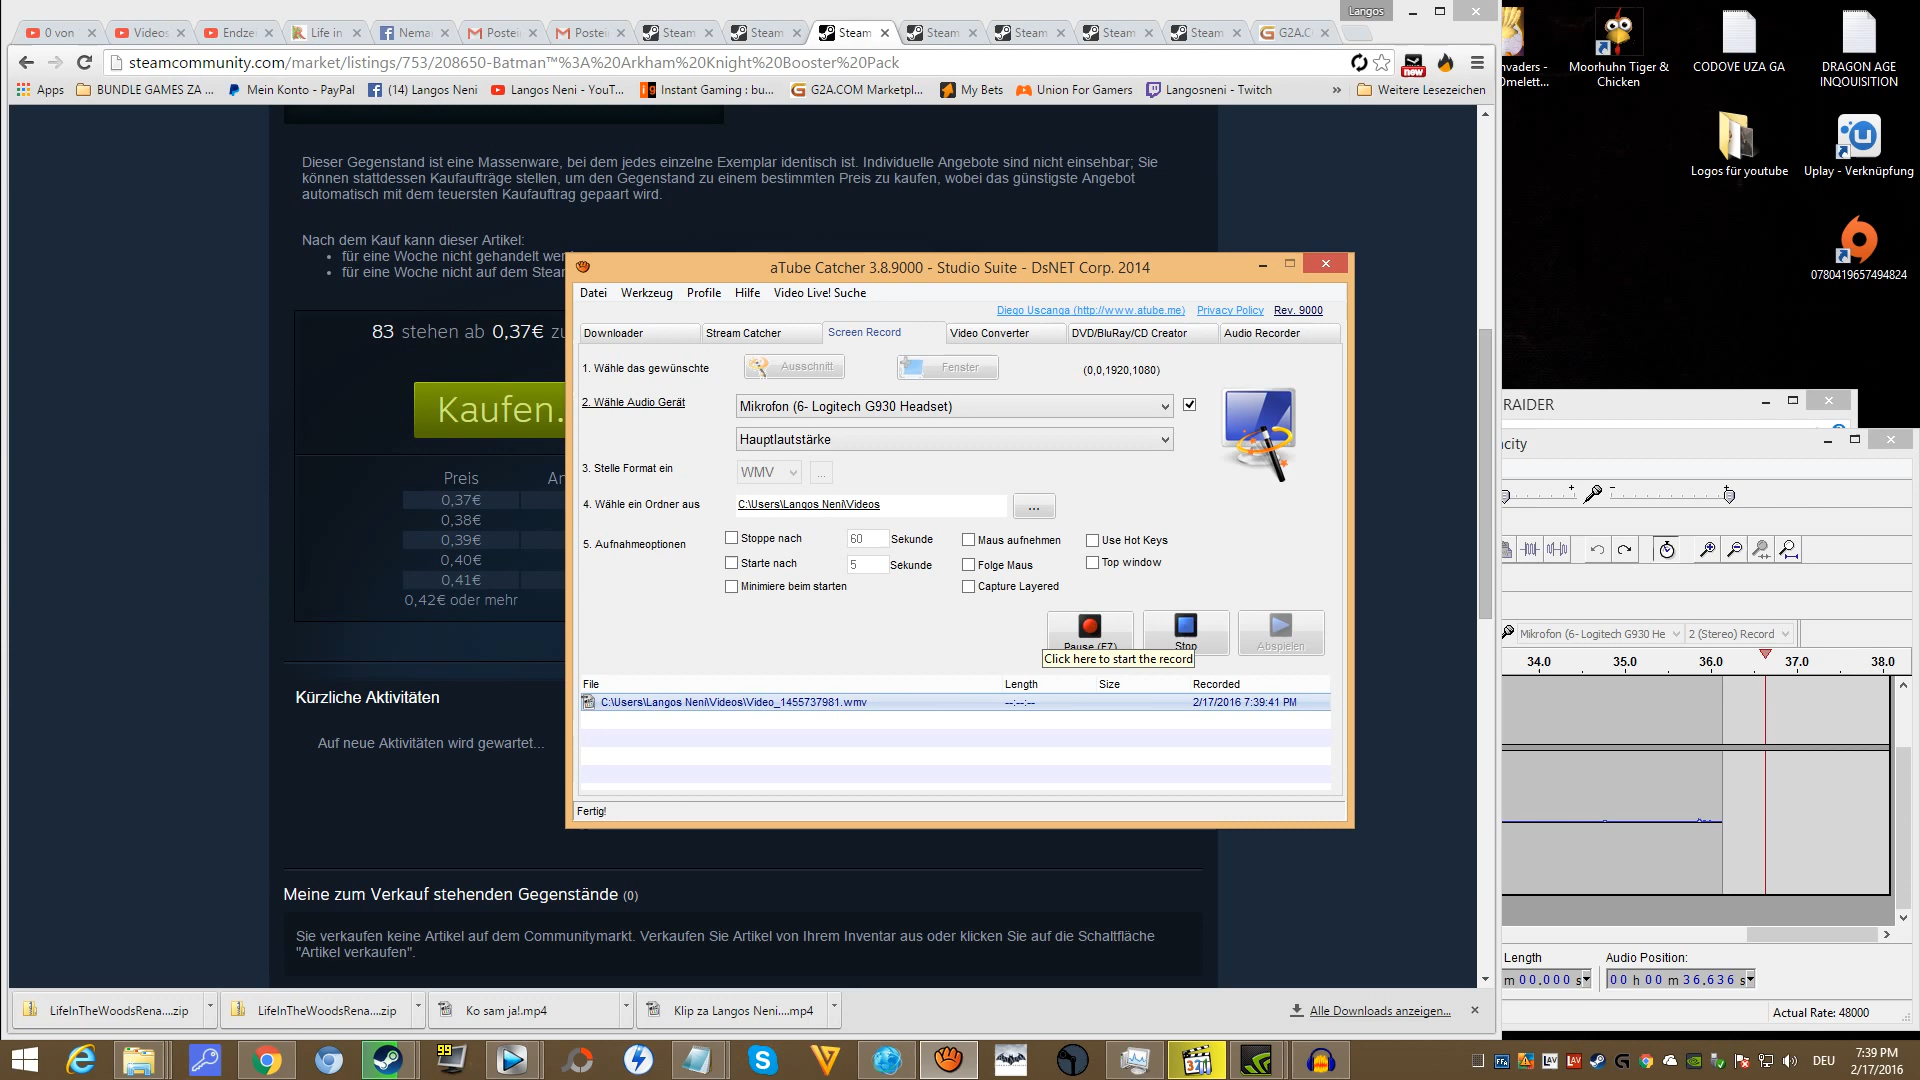 Langos
0 von
Videos
Endze
Life in
Nema
Postei
Postei
Steam
Steam
Steam
Steam
Steam
Steam
Steam
G2A.C
steamcommunity.com/market/listings/753/208650-Batman™%3A%20Arkham%20Knight%20Booster%20Pack
new
Apps
BUNDLE GAMES ZA ...
Mein Konto - PayPal
(14) Langos Neni
Langos Neni - YouT...
Instant Gaming : bu...
G2A.COM Marketpl...
My Bets
Union For Gamers
Langosneni - Twitch
»
Weitere Lesezeichen
Dieser Gegenstand ist eine Massenware, bei dem jedes einzelne Exemplar identisch ist. Individuelle Angebote sind nicht einsehbar; Sie
können stattdessen Kaufaufträge stellen, um den Gegenstand zu einem bestimmten Preis zu kaufen, wobei das günstigste Angebot
automatisch mit dem teuersten Kaufauftrag gepaart wird.
Nach dem Kauf kann dieser Artikel:
für eine Woche nicht gehandelt wer
für eine Woche nicht auf dem Stea
83 stehen ab 0,37€ zu
Kaufen.
Preis
An
0,37€
0,38€
0,39€
0,40€
0,41€
0,42€ oder mehr
Kürzliche Aktivitäten
Auf neue Aktivitäten wird gewartet...
Meine zum Verkauf stehenden Gegenstände (0)
Sie verkaufen keine Artikel auf dem Communitymarkt. Verkaufen Sie Artikel von Ihrem Inventar aus oder klicken Sie auf die Schaltfläche
"Artikel verkaufen".
aTube Catcher 3.8.9000 - Studio Suite - DsNET Corp. 2014
Datei
Werkzeug
Profile
Hilfe
Video Live! Suche
Diego Uscanga (http://www.atube.me)
Privacy Policy
Rev. 9000
Downloader
Stream Catcher
Screen Record
Video Converter
DVD/BluRay/CD Creator
Audio Recorder
1. Wähle das gewünschte
Ausschnitt
Fenster
(0,0,1920,1080)
2. Wähle Audio Gerät
Mikrofon (6- Logitech G930 Headset)
Hauptlautstärke
3. Stelle Format ein
WMV
...
4. Wähle ein Ordner aus
C:\Users\Langos Neni\Videos
...
5. Aufnahmeoptionen
Stoppe nach
60
Sekunde
Maus aufnehmen
Use Hot Keys
Starte nach
5
Sekunde
Folge Maus
Top window
Minimiere beim starten
Capture Layered
Pause (F7)
Stop
Abspielen
Click here to start the record
File
Length
Size
Recorded
C:\Users\Langos Neni\Videos\Video_1455737981.wmv
--:--:--
2/17/2016 7:39:41 PM
Fertig!
nvaders -
Omelett...
Moorhuhn Tiger &
Chicken
CODOVE UZA GA
DRAGON AGE
INQUISITION
Logos für youtube
Uplay - Verknüpfung
0780419657494824
RAIDER
acity
Mikrofon (6- Logitech G930 He
2 (Stereo) Record
34.0
35.0
36.0
37.0
38.0
Length
Audio Position:
m 00.000 s
00 h 00 m 36.636 s
Actual Rate: 48000
LifeInTheWoodsRena....zip
LifeInTheWoodsRena....zip
Ko sam ja!.mp4
Klip za Langos Neni....mp4
Alle Downloads anzeigen...
99
321
DEU
7:39 PM
2/17/2016